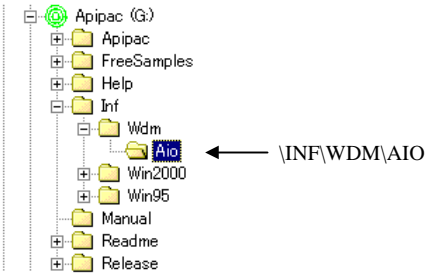 Apipac (G:)
Apipac
FreeSamples
Help
Inf
Wdm
Aio
\INF\WDM\AIO
Win2000
Win95
Manual
Readme
Release